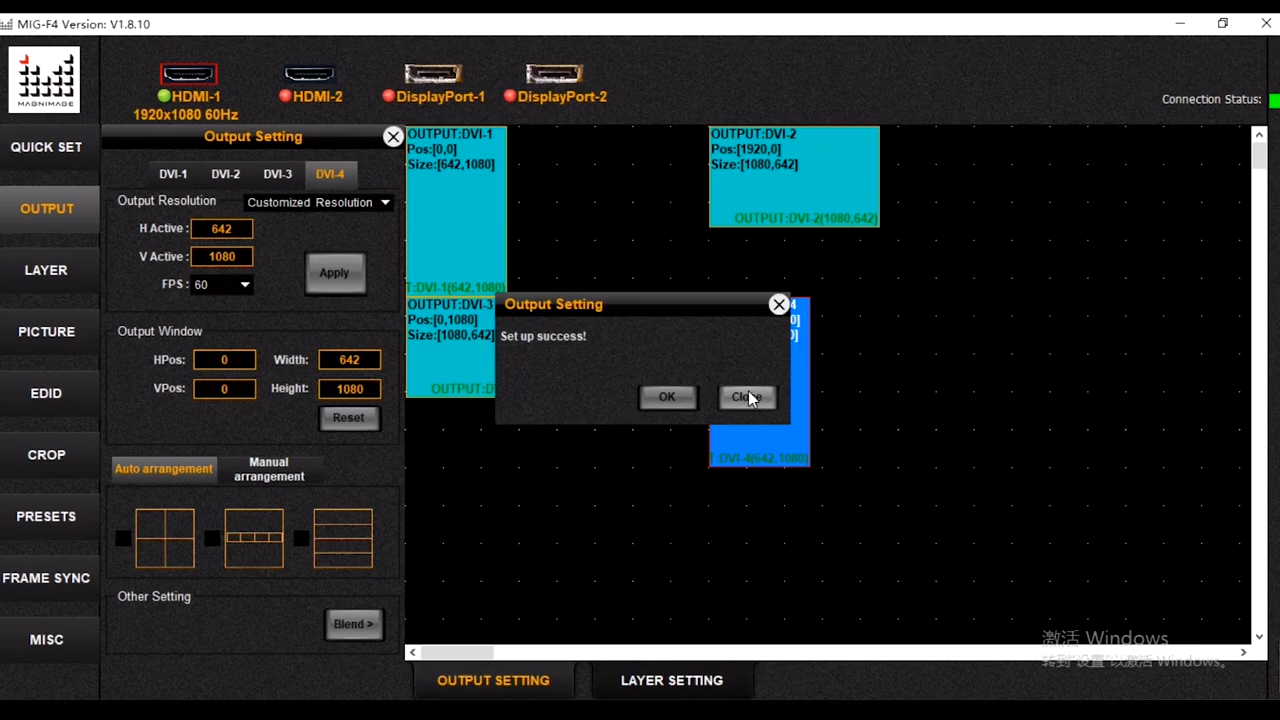 MIG-F4 Version: V1.8.10
MAGNIMAGE
HDMI-1
1920x1080 60Hz
HDMI-2
DisplayPort-1
DisplayPort-2
Connection Status:
QUICK SET
OUTPUT
LAYER
PICTURE
EDID
CROP
PRESETS
FRAME SYNC
MISC
Output Setting
DVI-1 DVI-2 DVI-3 DVI-4
Output Resolution
Customized Resolution
H Active : 642
V Active : 1080
FPS : 60
Apply
Output Window
HPos: 0 Width: 642
VPos: 0 Height: 1080
Reset
Auto arrangement
Manual
arrangement
Other Setting
Blend >
OUTPUT:DVI-1
Pos:[0,0]
Size:[642,1080]
T:DVI-1(642,1080)
OUTPUT:DVI-2
Pos:[1920,0]
Size:[1080,642]
OUTPUT:DVI-2(1080,642)
OUTPUT:DVI-3
Pos:[0,1080]
Size:[1080,642]
OUTPUT:D
4
0]
0]
T:DVI-4(642,1080)
Output Setting
Set up success!
OK
Close
激活 Windows
转到"设置"以激活 Windows。
OUTPUT SETTING
LAYER SETTING